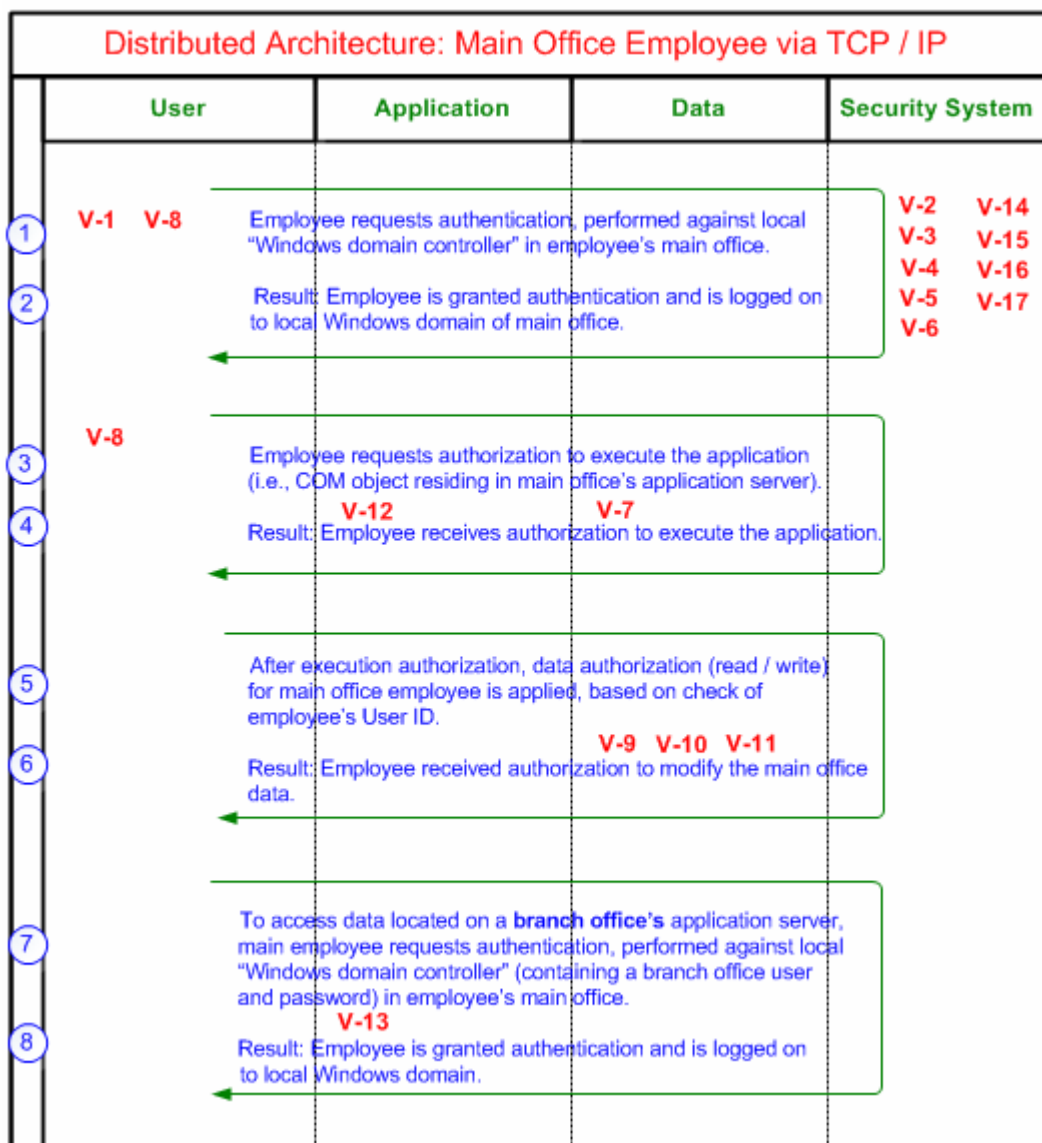 Distributed Architecture: Main Office Employee via TCP / IP
User Application Data Security System
V-1 V-8
V-2 V-14
V-3 V-15
V-4 V-16
V-5 V-17
V-6
1
Employee requests authentication, performed against local
“Windows domain controller” in employee’s main office.
2
Result: Employee is granted authentication and is logged on
to local Windows domain of main office.
V-8
3
Employee requests authorization to execute the application
(i.e., COM object residing in main office’s application server).
V-12 V-7
4
Result: Employee receives authorization to execute the application.
5
After execution authorization, data authorization (read / write)
for main office employee is applied, based on check of
employee’s User ID.
V-9 V-10 V-11
6
Result: Employee received authorization to modify the main office
data.
7
To access data located on a branch office’s application server,
main employee requests authentication, performed against local
“Windows domain controller” (containing a branch office user
and password) in employee’s main office.
V-13
8
Result: Employee is granted authentication and is logged on
to local Windows domain.